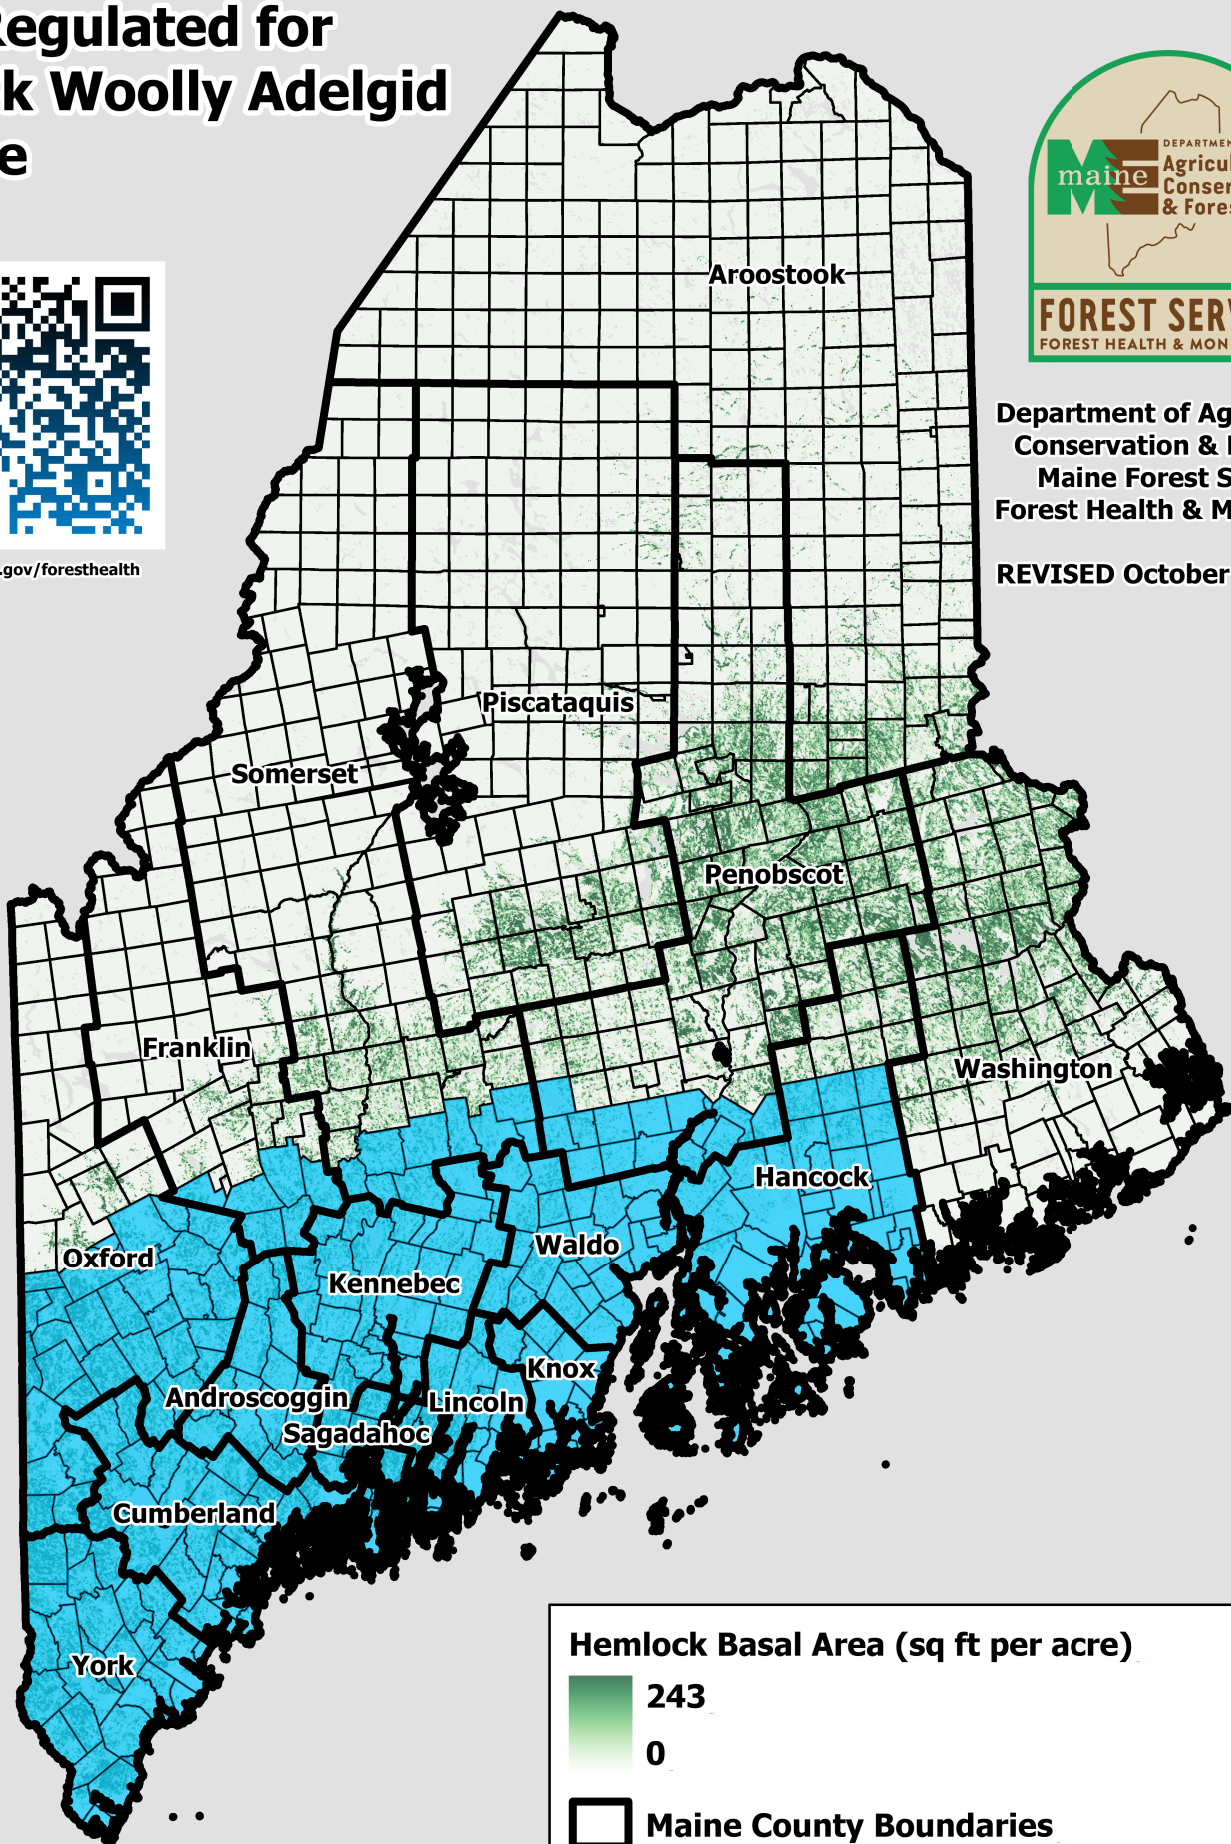 Regulated for
k Woolly Adelgid
e
.gov/foresthealth
maine
DEPARTMEN
Agricul
Conser
& Fores
FOREST SERV
FOREST HEALTH & MON
Department of Ag
Conservation &
Maine Forest S
Forest Health & M
REVISED October
Aroostook
Piscataquis
Somerset
Penobscot
Franklin
Washington
Hancock
Oxford
Waldo
Kennebec
Knox
Androscoggin
Lincoln
Sagadahoc
Cumberland
York
Hemlock Basal Area (sq ft per acre)
243
0
Maine County Boundaries